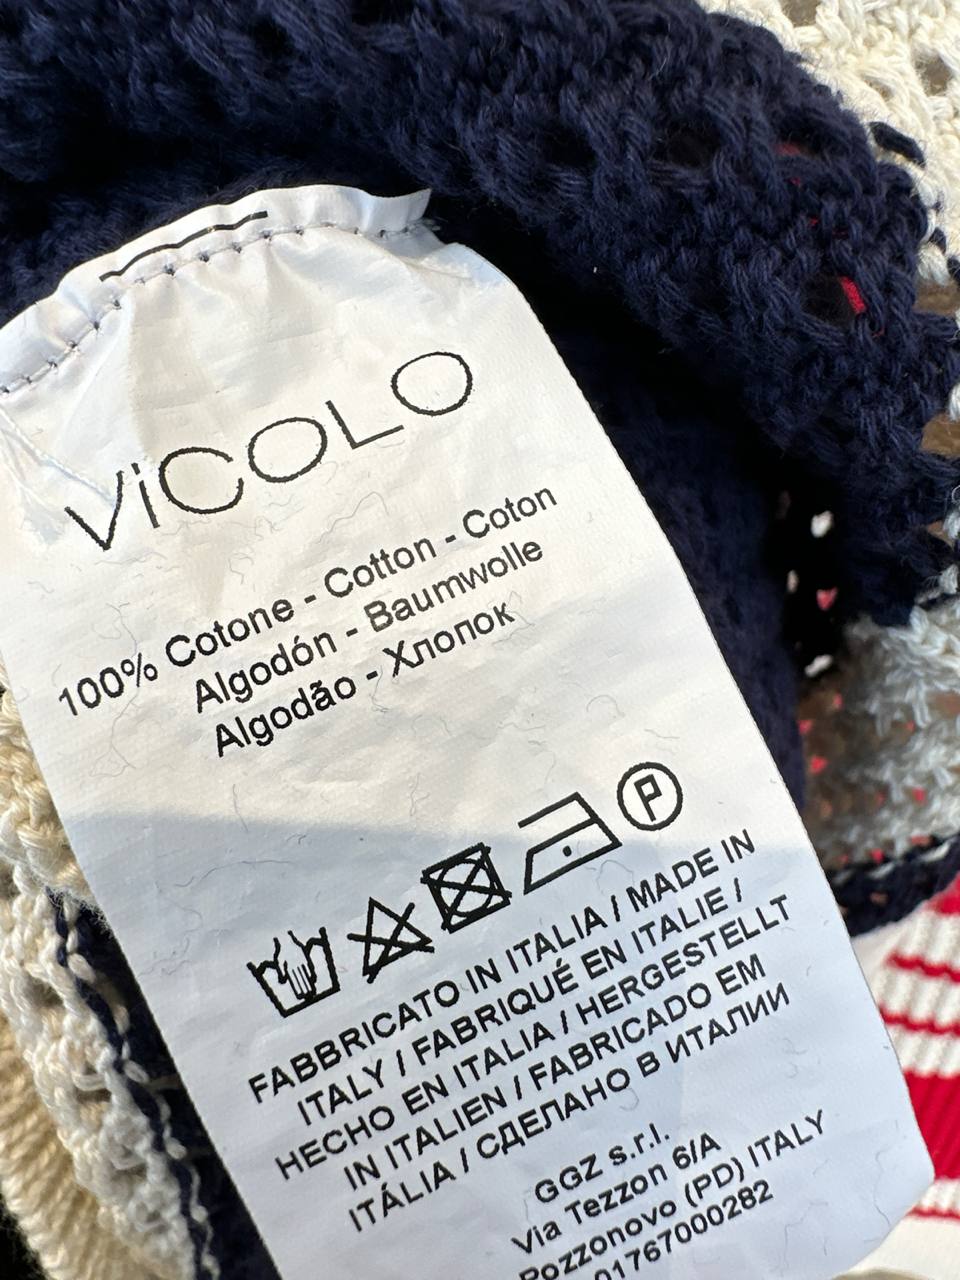 ViCOLO
100% Cotone - Cotton - Coton
Algodón - Baumwolle
Algodão - Хлопок
P
FABBRICATO IN ITALIA / MADE IN
ITALY / FABRIQUÉ EN ITALIE /
HECHO EN ITALIA / HERGESTELLT
IN ITALIEN / FABRICADO EM
ITÁLIA / СДЕЛАНО В ИТАЛИИ
GGZ s.r.l.
Via Tezzon 6/A
Pozzonovo (PD) ITALY
01767000282